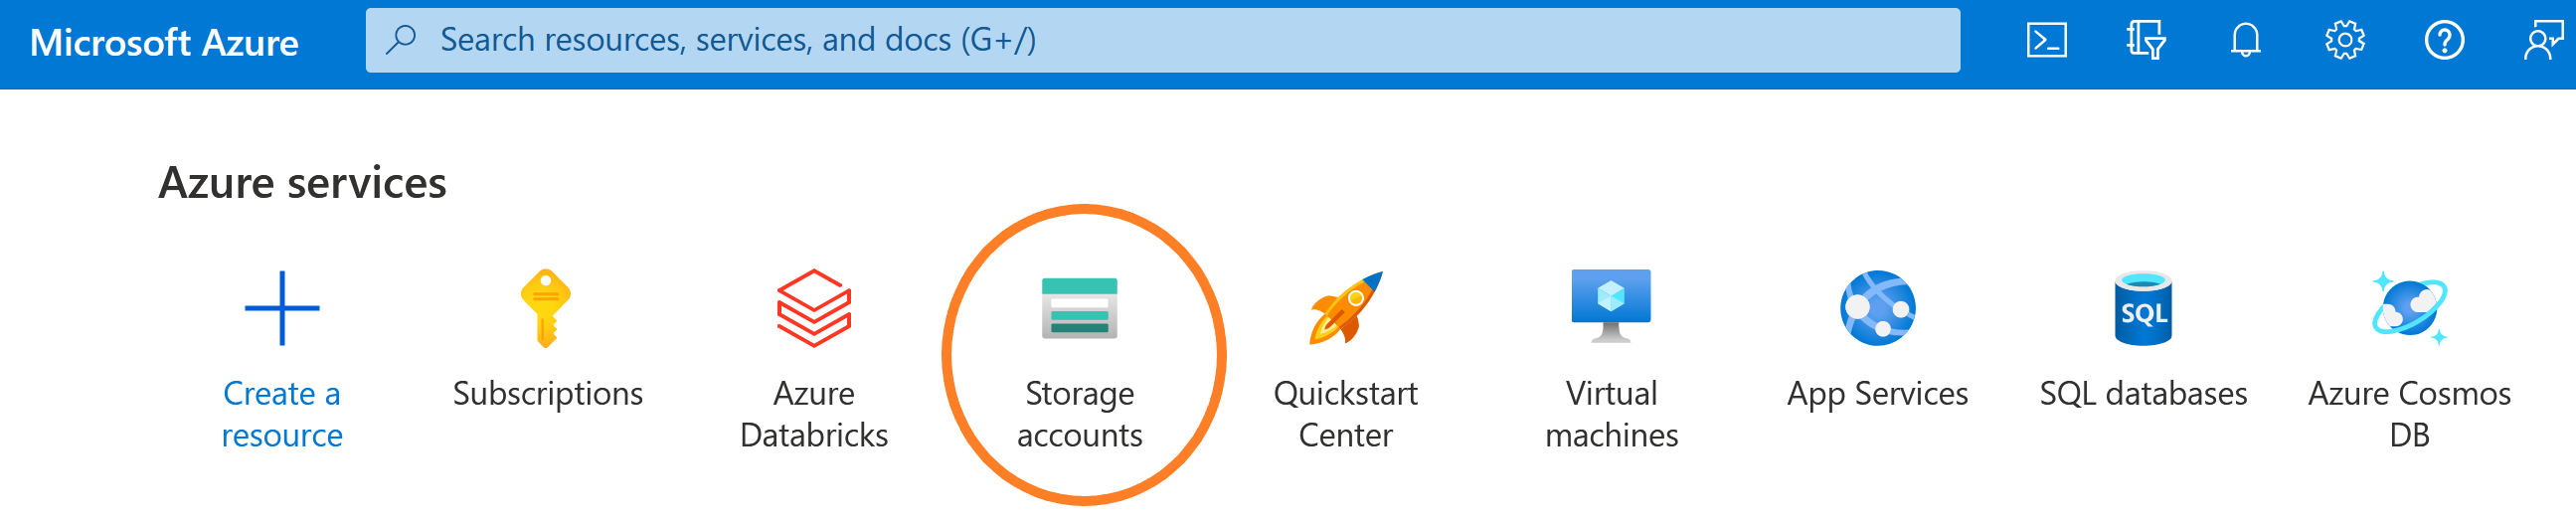 Microsoft Azure
Search resources, services, and docs (G+/)
Azure services
Create a
resource
Subscriptions
Azure
Databricks
Storage
accounts
Quickstart
Center
Virtual
machines
App Services
SQL
SQL databases
Azure Cosmos
DB